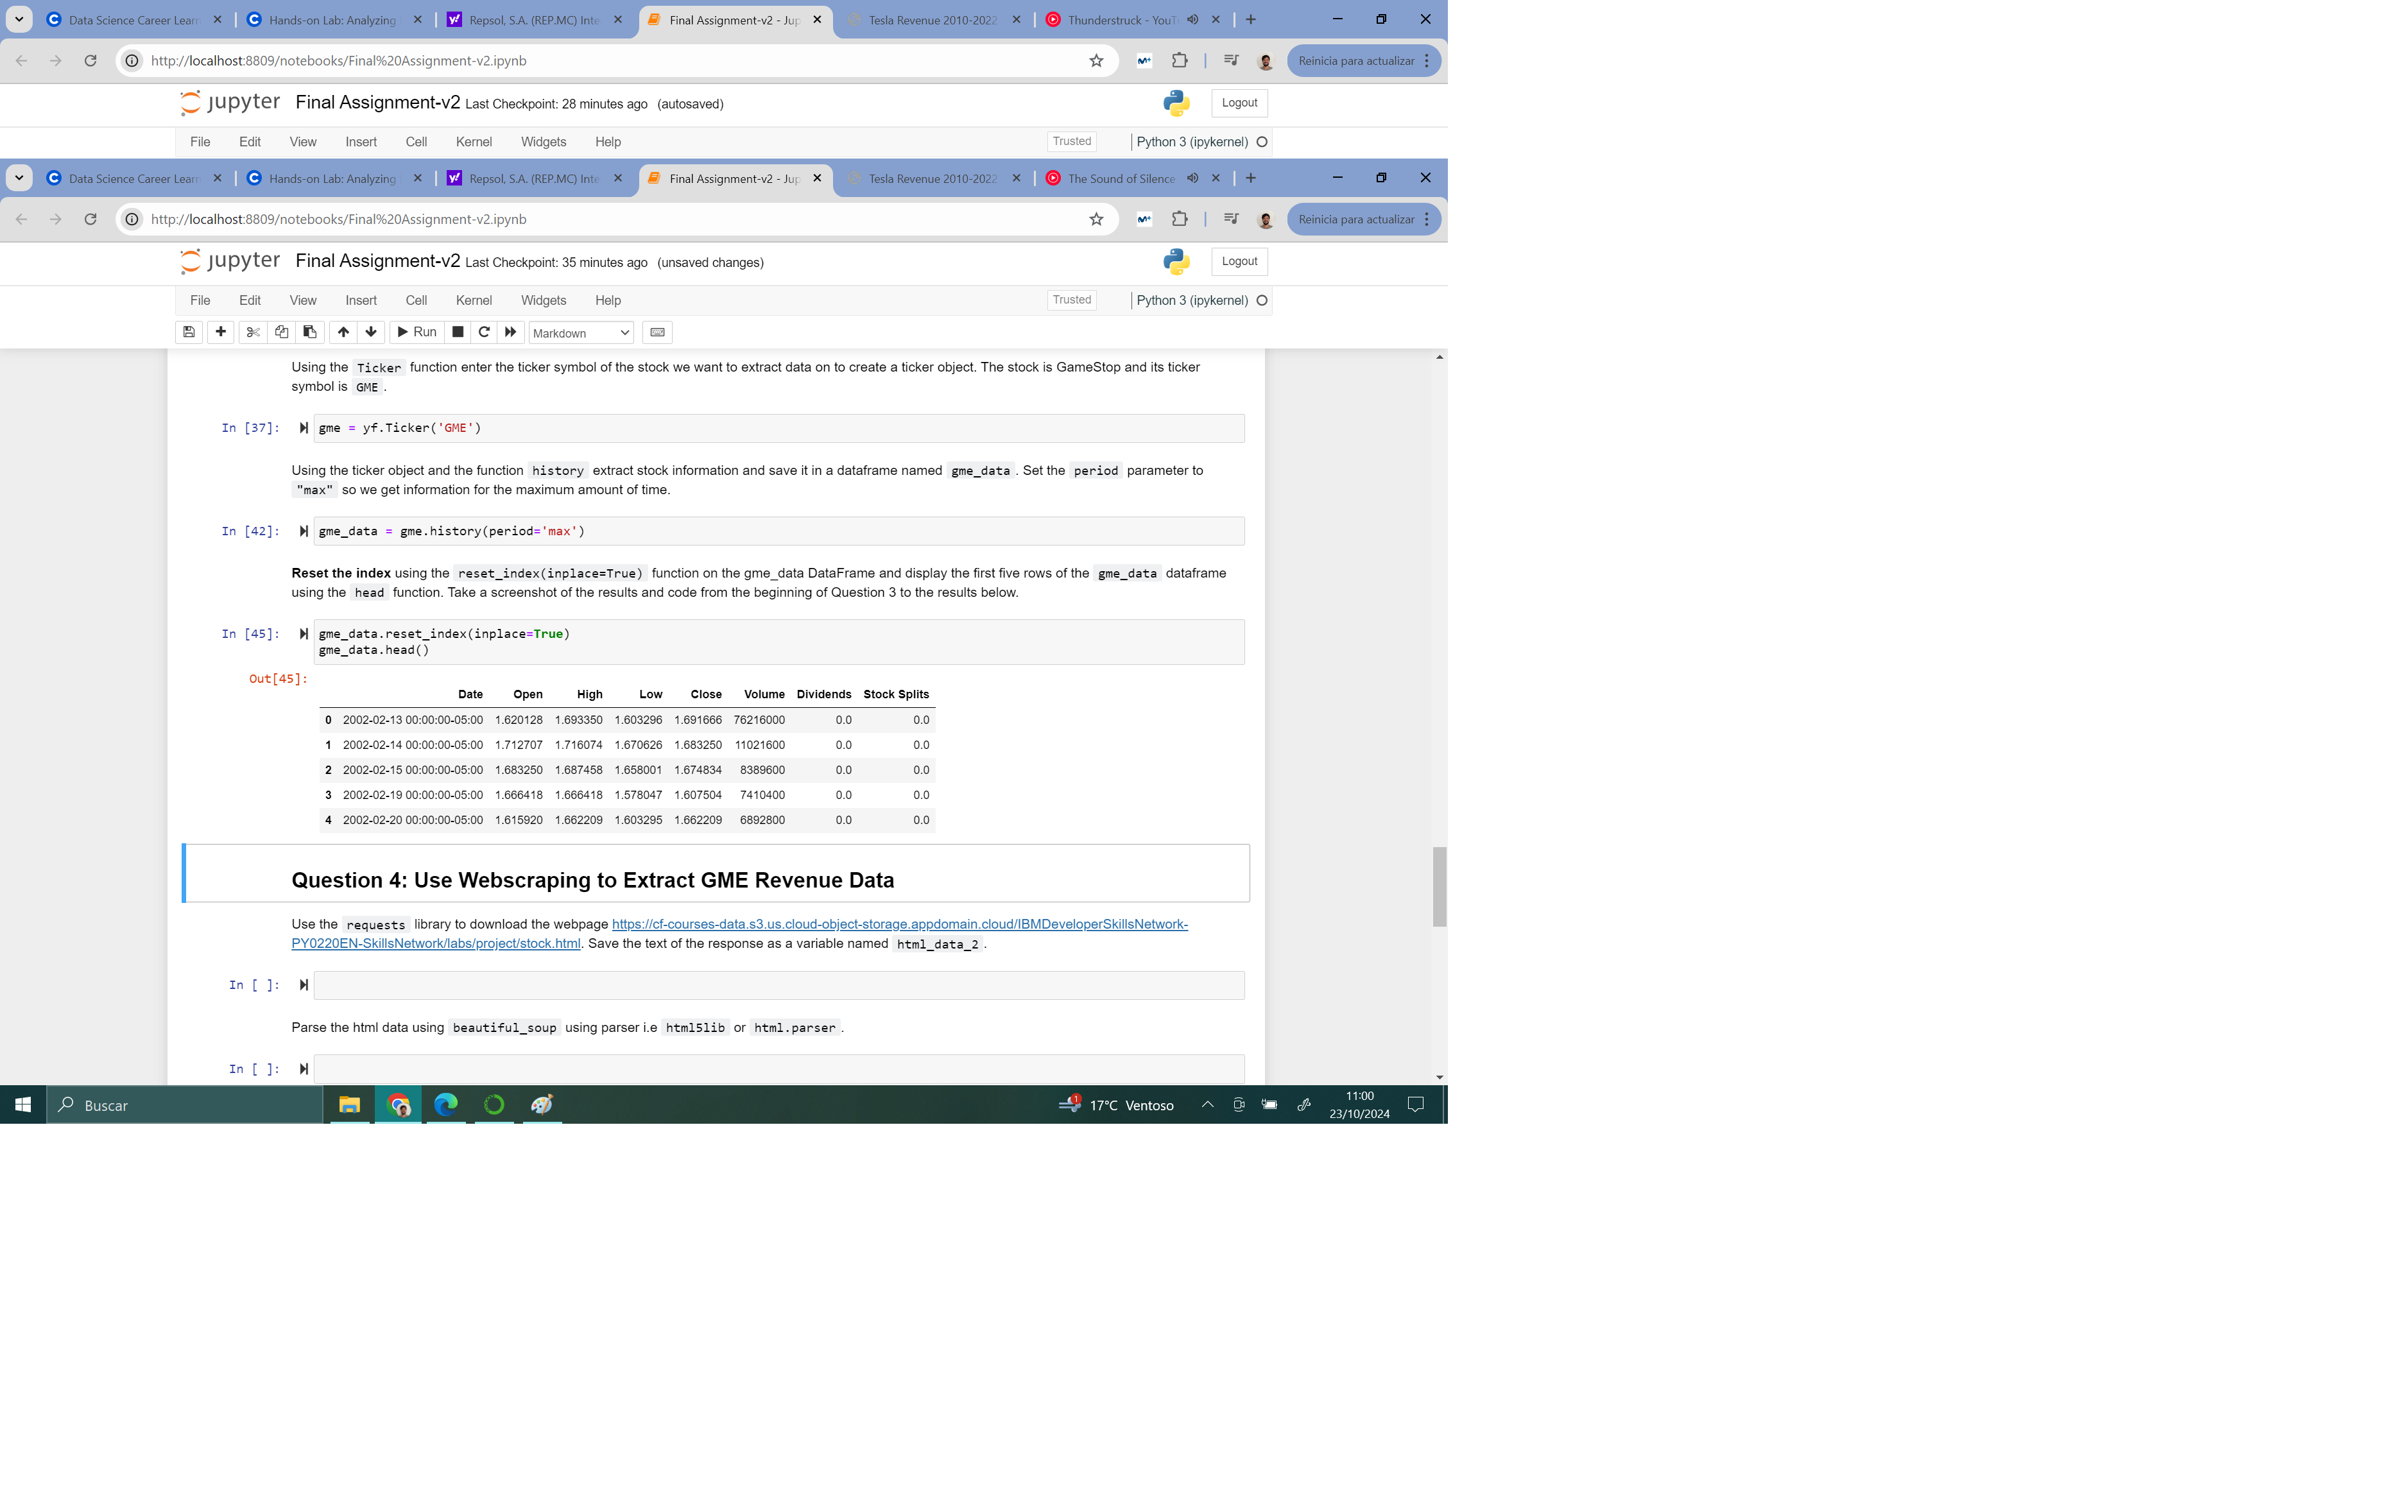 Data Science Career Learn
Hands-on Lab: Analyzing
Repsol, S.A. (REP.MC) Inte
Final Assignment-v2 - Jup
Tesla Revenue 2010-2022
Thunderstruck - YouT
http://localhost:8809/notebooks/Final%20Assignment-v2.ipynb
Reinicia para actualizar
jupyter Final Assignment-v2 Last Checkpoint: 28 minutes ago (autosaved)
Logout
File Edit View Insert Cell Kernel Widgets Help
Trusted
Python 3 (ipykernel)
Data Science Career Learn
Hands-on Lab: Analyzing
Repsol, S.A. (REP.MC) Inte
Final Assignment-v2 - Jup
Tesla Revenue 2010-2022
The Sound of Silence
http://localhost:8809/notebooks/Final%20Assignment-v2.ipynb
Reinicia para actualizar
jupyter Final Assignment-v2 Last Checkpoint: 35 minutes ago (unsaved changes)
Logout
File Edit View Insert Cell Kernel Widgets Help
Trusted
Python 3 (ipykernel)
Run
Markdown
Using the Ticker function enter the ticker symbol of the stock we want to extract data on to create a ticker object. The stock is GameStop and its ticker
symbol is GME .
In [37]: gme = yf.Ticker('GME')
Using the ticker object and the function history extract stock information and save it in a dataframe named gme_data . Set the period parameter to
"max" so we get information for the maximum amount of time.
In [42]: gme_data = gme.history(period='max')
Reset the index using the reset_index(inplace=True) function on the gme_data DataFrame and display the first five rows of the gme_data dataframe
using the head function. Take a screenshot of the results and code from the beginning of Question 3 to the results below.
In [45]: gme_data.reset_index(inplace=True)
gme_data.head()
Out[45]:
Date Open High Low Close Volume Dividends Stock Splits
0 2002-02-13 00:00:00-05:00 1.620128 1.693350 1.603296 1.691666 76216000 0.0 0.0
1 2002-02-14 00:00:00-05:00 1.712707 1.716074 1.670626 1.683250 11021600 0.0 0.0
2 2002-02-15 00:00:00-05:00 1.683250 1.687458 1.658001 1.674834 8389600 0.0 0.0
3 2002-02-19 00:00:00-05:00 1.666418 1.666418 1.578047 1.607504 7410400 0.0 0.0
4 2002-02-20 00:00:00-05:00 1.615920 1.662209 1.603295 1.662209 6892800 0.0 0.0
Question 4: Use Webscraping to Extract GME Revenue Data
Use the requests library to download the webpage https://cf-courses-data.s3.us.cloud-object-storage.appdomain.cloud/IBMDeveloperSkillsNetwork-
PY0220EN-SkillsNetwork/labs/project/stock.html. Save the text of the response as a variable named html_data_2 .
In [ ]:
Parse the html data using beautiful_soup using parser i.e html5lib or html.parser .
In [ ]:
Buscar
1
17°C Ventoso
11:00
23/10/2024